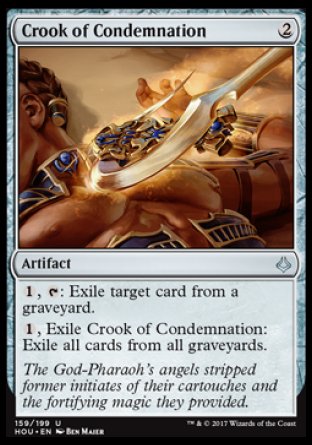 Crook of Condemnation 2
Artifact
1, : Exile target card from a
graveyard.
1, Exile Crook of Condemnation:
Exile all cards from all graveyards.
The God-Pharaoh's angels stripped
former initiates of their cartouches and
the fortifying magic they provided.
159/199 U
HOU • EN Ben Maier
™ & © 2017 Wizards of the Coast